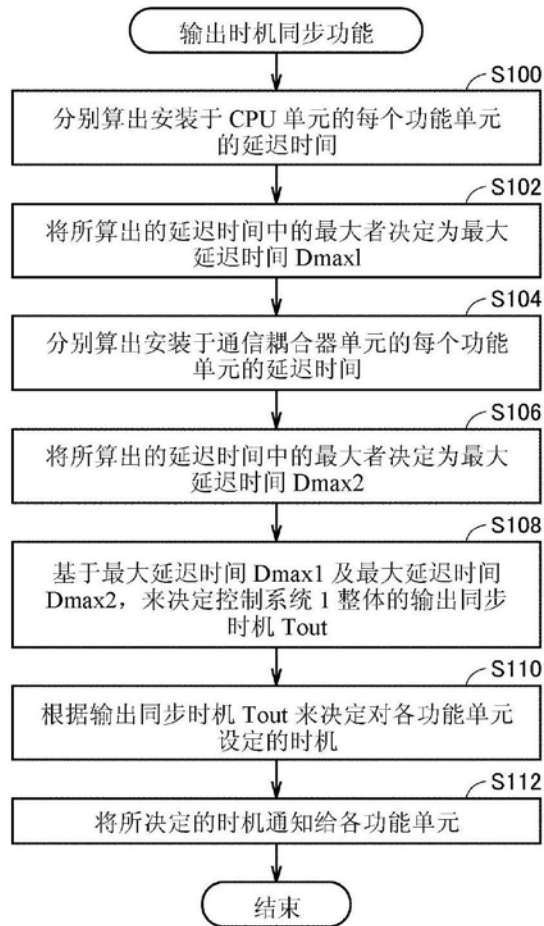 输出时机同步功能
S100
分别算出安装于 CPU 单元的每个功能单元
的延迟时间
S102
将所算出的延迟时间中的最大者决定为最大
延迟时间 Dmaxl
S104
分别算出安装于通信耦合器单元的每个功能
单元的延迟时间
S106
将所算出的延迟时间中的最大者决定为最大
延迟时间 Dmax2
S108
基于最大延迟时间 Dmax1 及最大延迟时间
Dmax2，来决定控制系统 1 整体的输出同步
时机 Tout
S110
根据输出同步时机 Tout 来决定对各功能单元
设定的时机
S112
将所决定的时机通知给各功能单元
结束